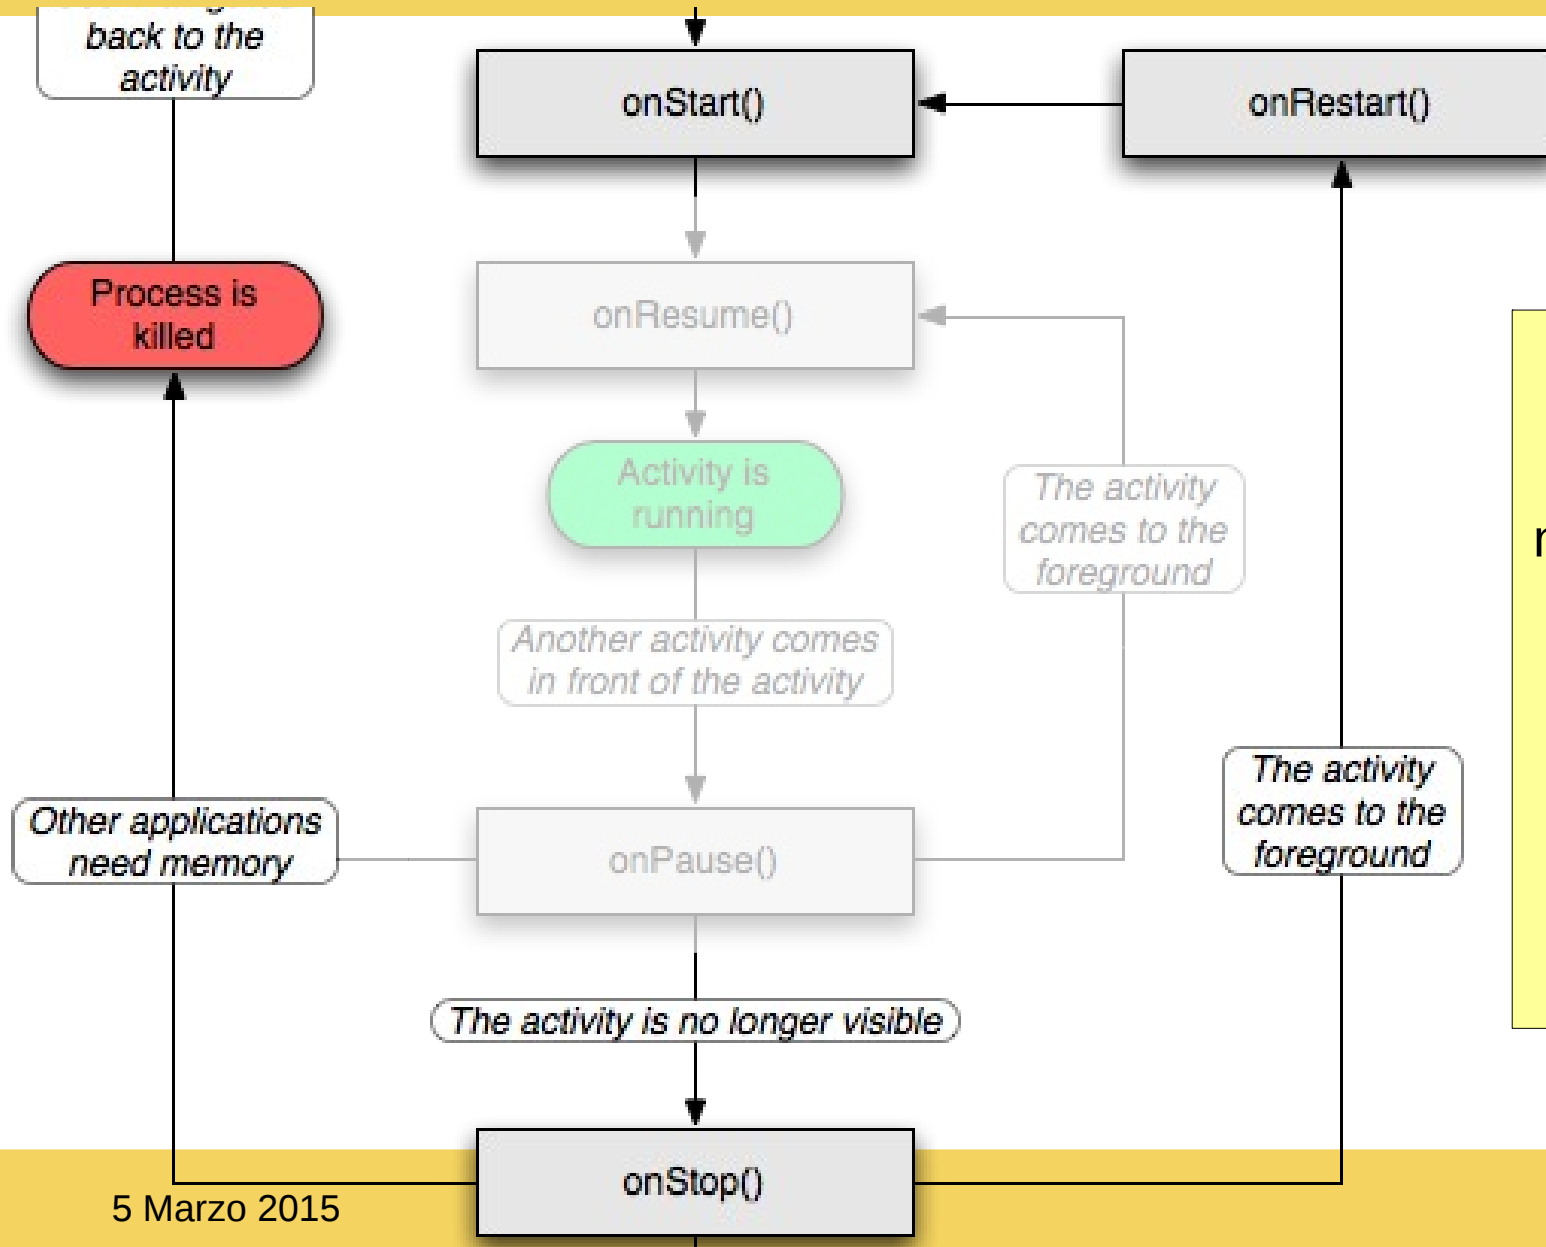 back to the
activity
onStart()
onRestart()
Process is
killed
onResume()
Activity is
running
The activity
comes to the
foreground
Another activity comes
in front of the activity
The activity
comes to the
foreground
Other applications
need memory
onPause()
The activity is no longer visible
onStop()
5 Marzo 2015